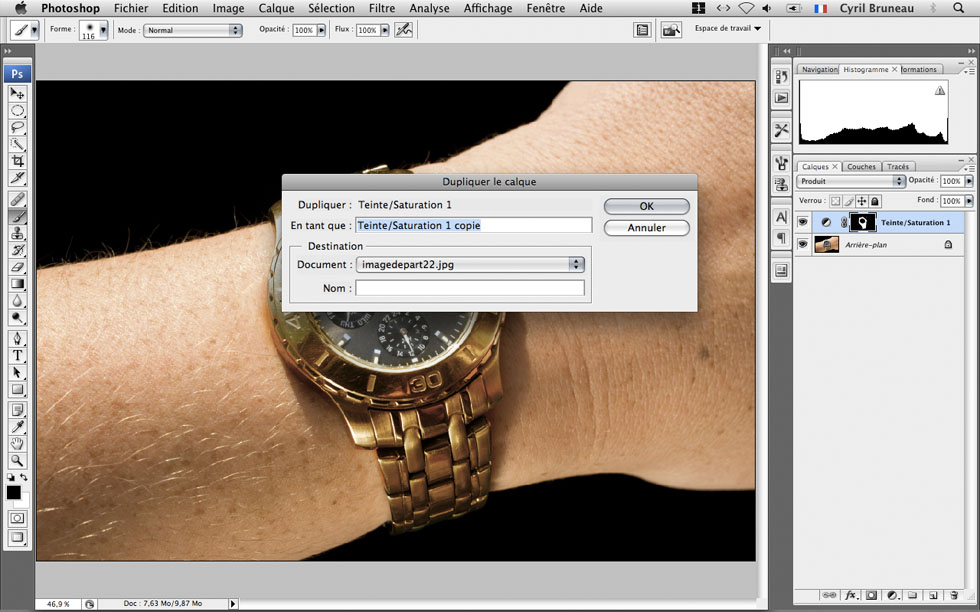 Photoshop Fichier Edition Image Calque Sélection Filtre Analyse Affichage Fenêtre Aide Cyril Bruneau
Forme : 116 Mode : Normal Opacité : 100% Flux : 100% Espace de travail
Ps
Navigation Histogramme × formations
Dupliquer le calque
Dupliquer : Teinte/Saturation 1
OK
En tant que : Teinte/Saturation 1 copie
Annuler
Destination
Document : imagedepart22.jpg
Nom :
Calques × Couches Tracés
Produit Opacité : 100%
Verrou : Fond : 100%
Teinte/Saturation 1
Arrière-plan
30
T
A
fx
46,9 % Doc : 7,63 Mo/9,87 Mo